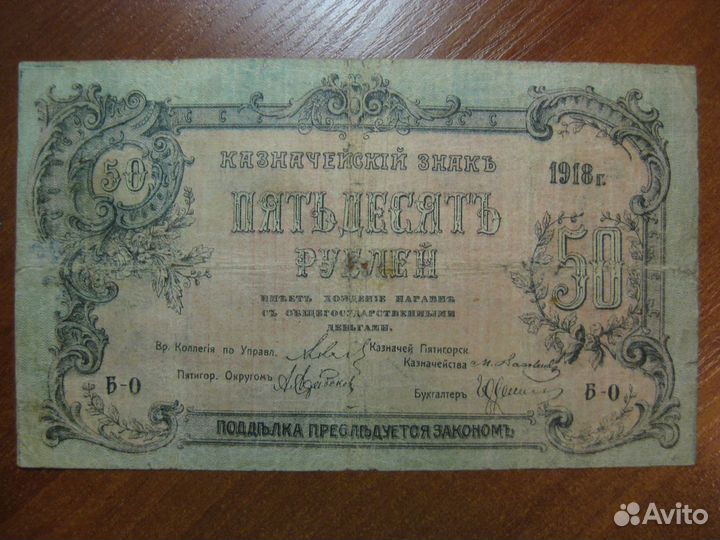 50
КАЗНАЧЕЙСКІЙ ЗНАКЪ
1918 г.
ПЯТЬДЕСЯТЪ
РУБЛЕЙ
50
ИМѢЕТЪ ХОЖДЕНІЕ НАРАВНѢ
СЪ ОБЩЕГОСУДАРСТВЕННЫМИ
ДЕНЬГАМИ.
Вр. Коллегія по Управл.
Казначей Пятигорск.
Казначейства
Пятигор. Округомъ
Бухгалтеръ
Б-О
Б-О
ПОДДѢЛКА ПРЕСЛѢДУЕТСЯ ЗАКОНОМЪ.
Avito